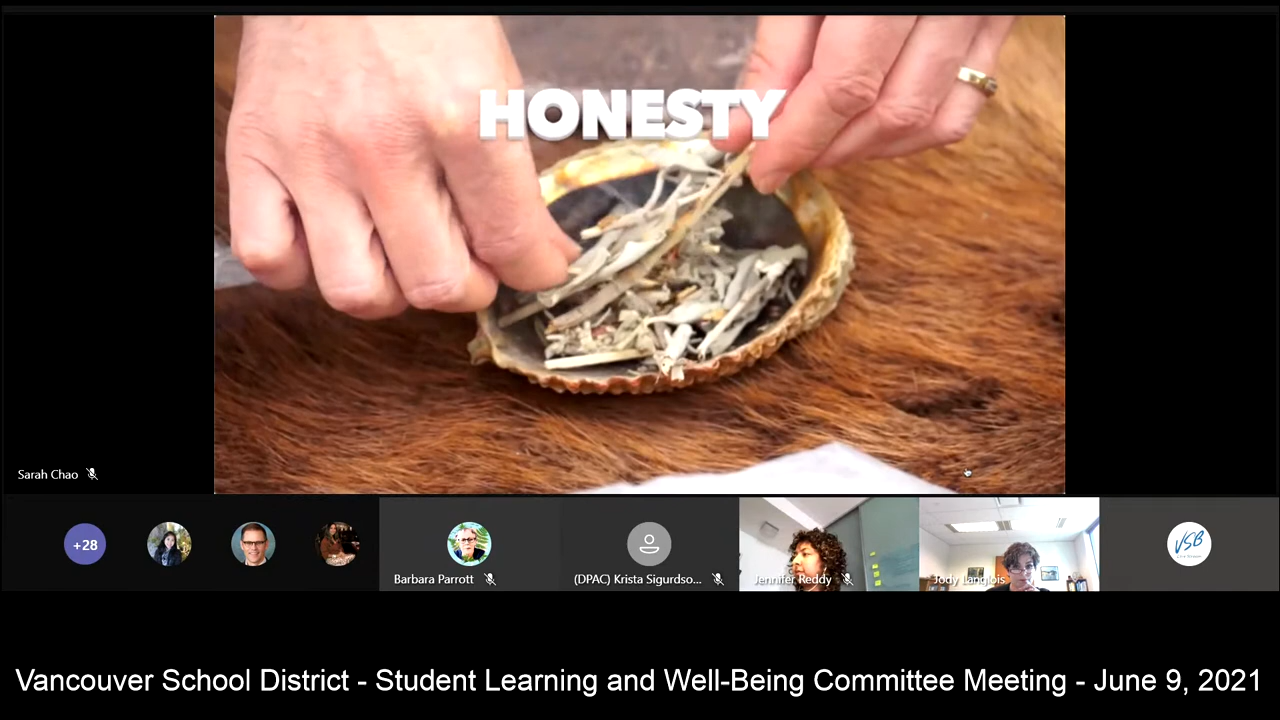 HONESTY
Sarah Chao
+28
Barbara Parrott
(DPAC) Krista Sigurdso...
Jennifer Reddy
Jody Langlois
VSB
Vancouver School District - Student Learning and Well-Being Committee Meeting - June 9, 2021